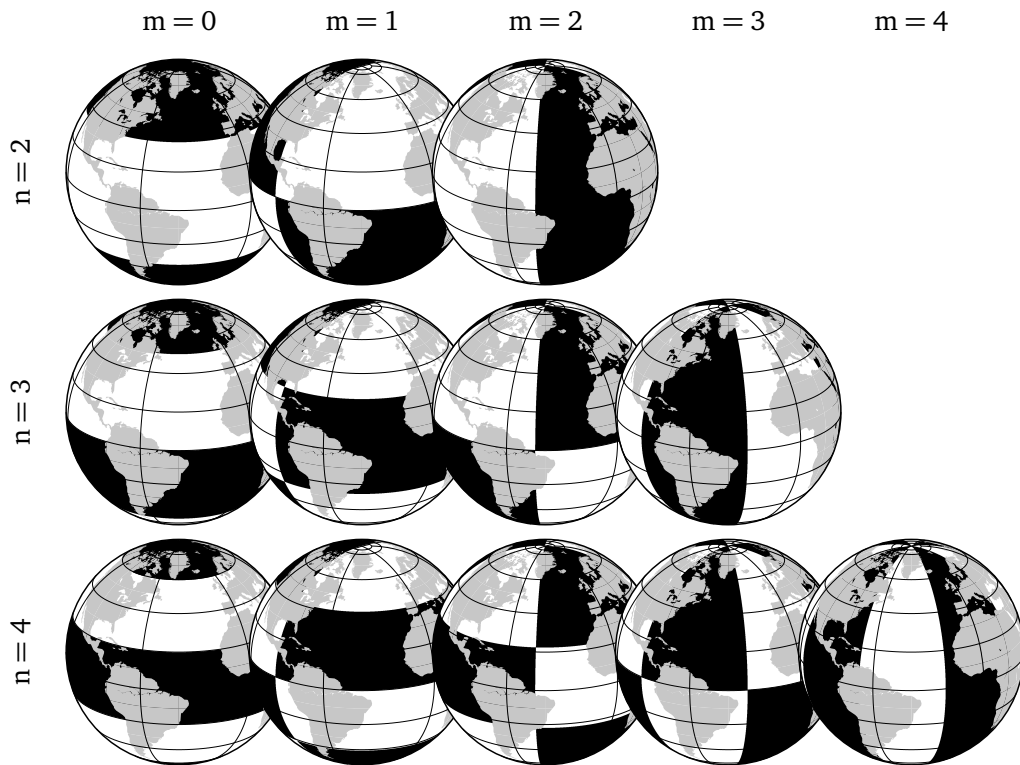 m = 0 m = 1 m = 2 m = 3 m = 4
n = 2
n = 3
n = 4